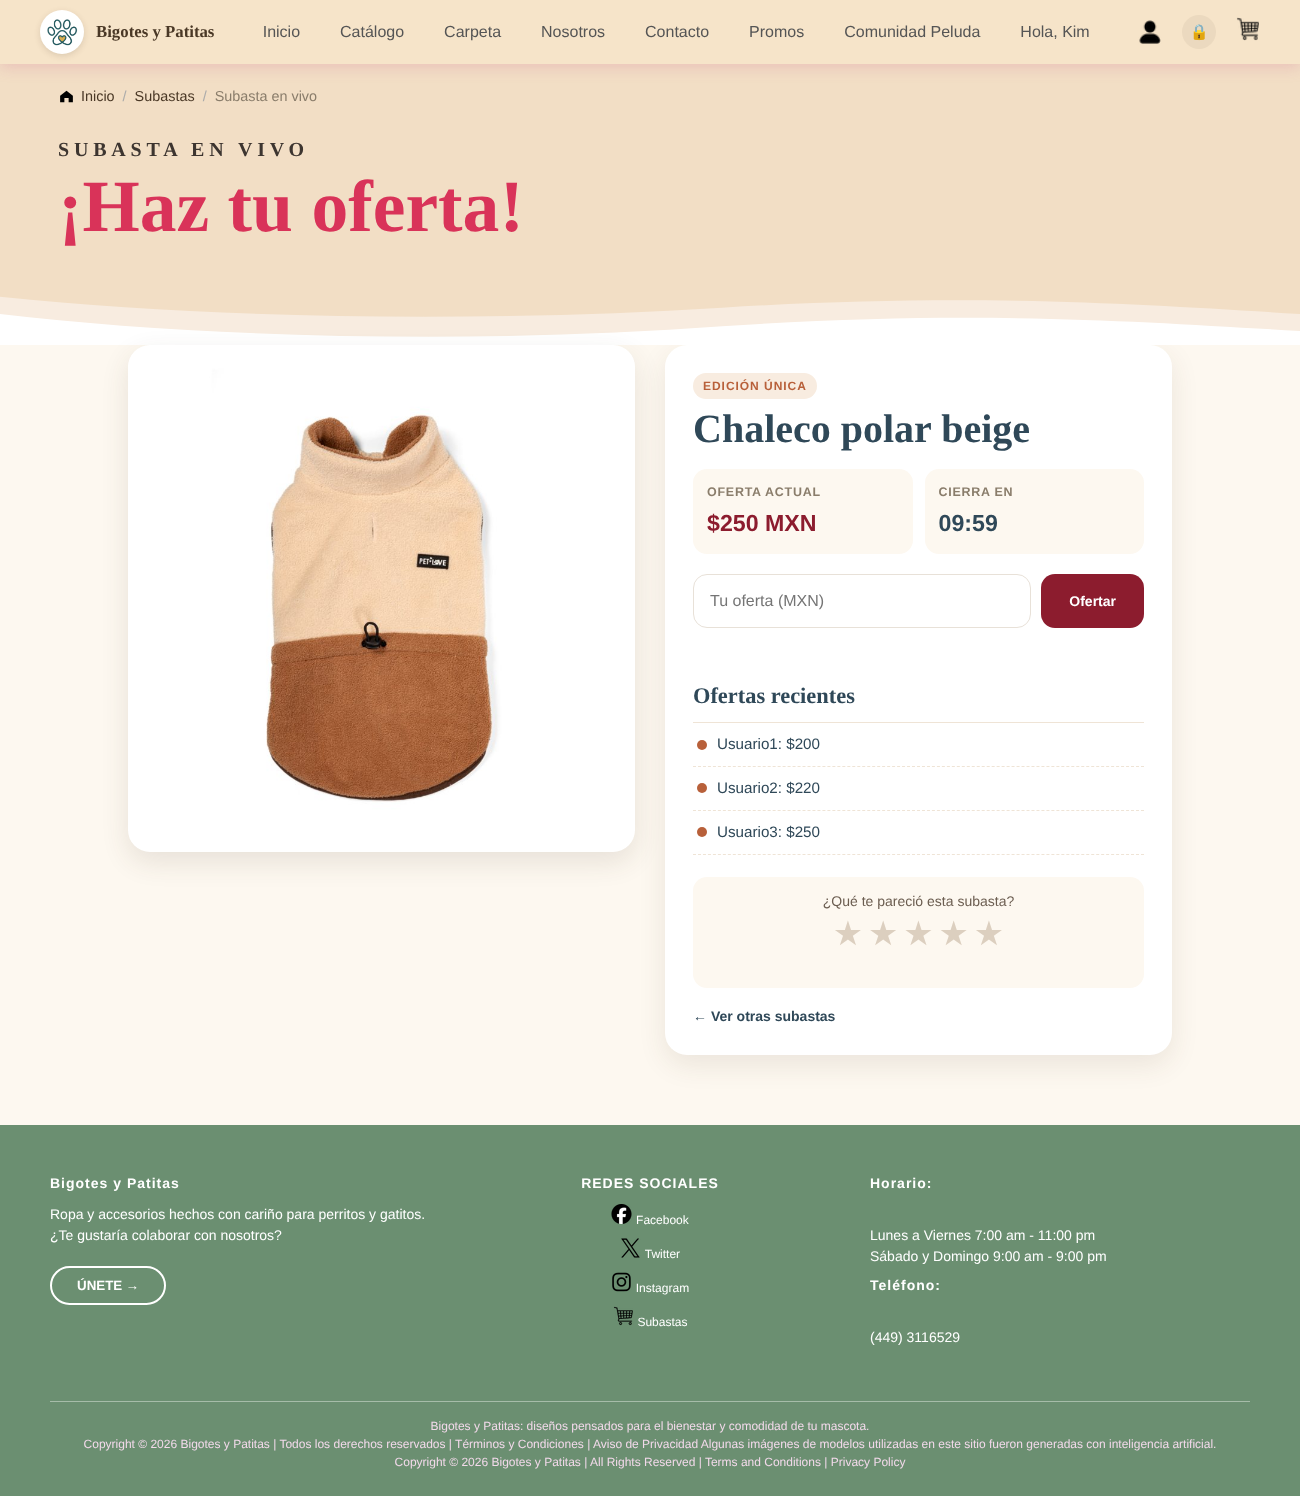 Bigotes y Patitas Inicio Catálogo Carpeta Nosotros Contacto Promos Comunidad Peluda Hola, Kim
Inicio / Subastas / Subasta en vivo
SUBASTA EN VIVO
¡Haz tu oferta!
PET LOVE
EDICIÓN ÚNICA
Chaleco polar beige
OFERTA ACTUAL
$250 MXN
CIERRA EN
09:59
Tu oferta (MXN)
Ofertar
Ofertas recientes
Usuario1: $200
Usuario2: $220
Usuario3: $250
¿Qué te pareció esta subasta?
★ ★ ★ ★ ★
← Ver otras subastas
Bigotes y Patitas
Ropa y accesorios hechos con cariño para perritos y gatitos.
¿Te gustaría colaborar con nosotros?
ÚNETE →
REDES SOCIALES
Facebook
Twitter
Instagram
Subastas
Horario:
Lunes a Viernes 7:00 am - 11:00 pm
Sábado y Domingo 9:00 am - 9:00 pm
Teléfono:
(449) 3116529
Bigotes y Patitas: diseños pensados para el bienestar y comodidad de tu mascota.
Copyright © 2026 Bigotes y Patitas | Todos los derechos reservados | Términos y Condiciones | Aviso de Privacidad Algunas imágenes de modelos utilizadas en este sitio fueron generadas con inteligencia artificial.
Copyright © 2026 Bigotes y Patitas | All Rights Reserved | Terms and Conditions | Privacy Policy